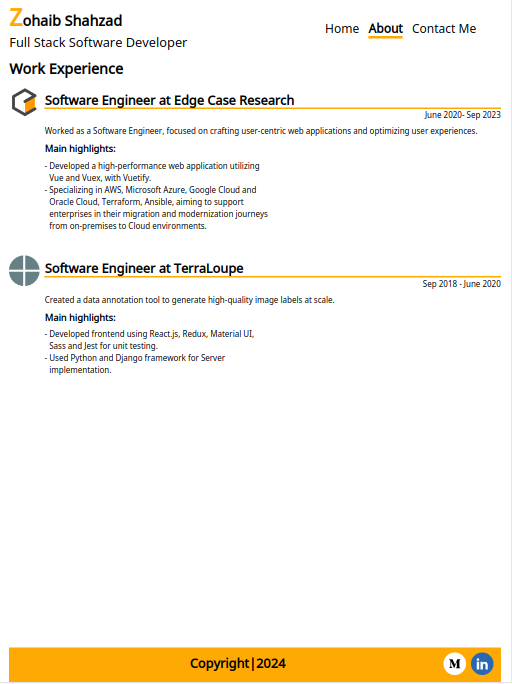 Zohaib Shahzad
Full Stack Software Developer
Home About Contact Me
Work Experience
Software Engineer at Edge Case Research
June 2020- Sep 2023
Worked as a Software Engineer, focused on crafting user-centric web applications and optimizing user experiences.
Main highlights:
- Developed a high-performance web application utilizing
Vue and Vuex, with Vuetify.
- Specializing in AWS, Microsoft Azure, Google Cloud and
Oracle Cloud, Terraform, Ansible, aiming to support
enterprises in their migration and modernization journeys
from on-premises to Cloud environments.
Software Engineer at TerraLoupe
Sep 2018 - June 2020
Created a data annotation tool to generate high-quality image labels at scale.
Main highlights:
- Developed frontend using React.js, Redux, Material UI,
Sass and Jest for unit testing.
- Used Python and Django framework for Server
implementation.
Copyright|2024
M in